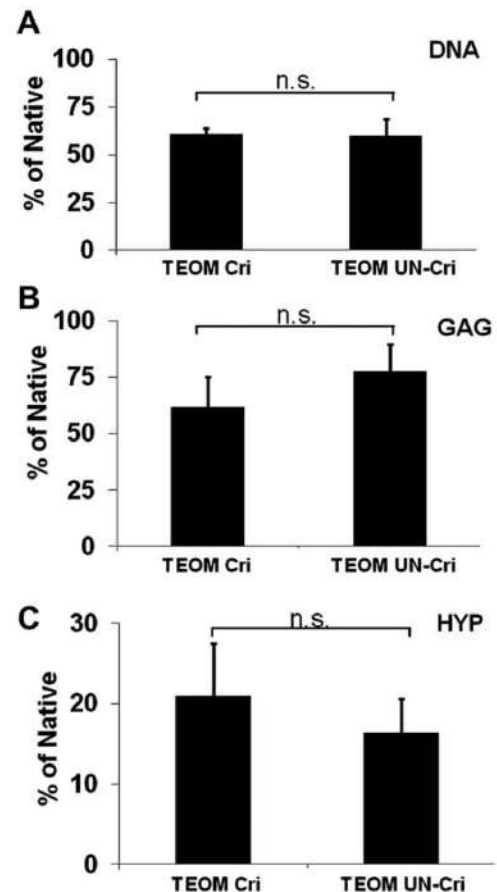 A
DNA
% of Native
100
75
50
25
0
n.s.
TEOM Cri
TEOM UN-Cri
B
GAG
% of Native
100
75
50
25
0
n.s.
TEOM Cri
TEOM UN-Cri
C
HYP
% of Native
30
20
10
0
n.s.
TEOM Cri
TEOM UN-Cri